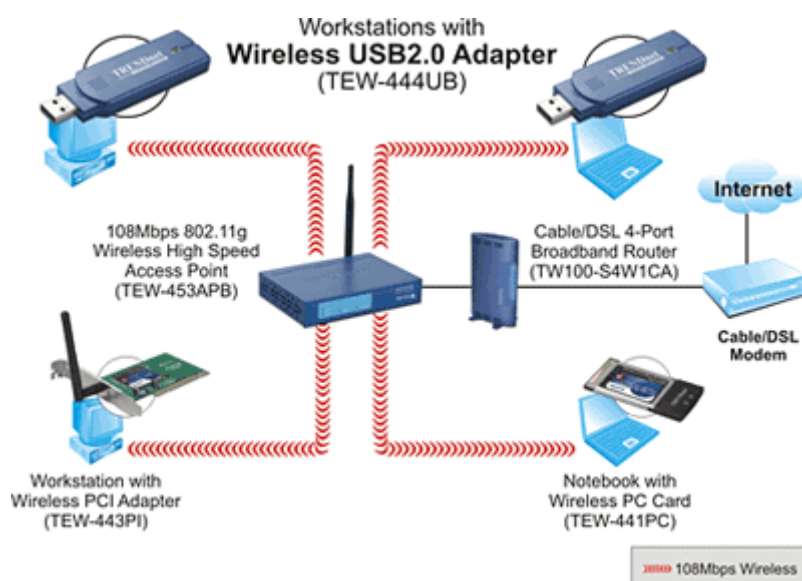 Workstations with
Wireless USB2.0 Adapter
(TEW-444UB)
TRENDnet
TRENDnet
Internet
108Mbps 802.11g
Wireless High Speed
Access Point
(TEW-453APB)
Cable/DSL 4-Port
Broadband Router
(TW100-S4W1CA)
Cable/DSL
Modem
Workstation with
Wireless PCI Adapter
(TEW-443PI)
Notebook with
Wireless PC Card
(TEW-441PC)
108Mbps Wireless